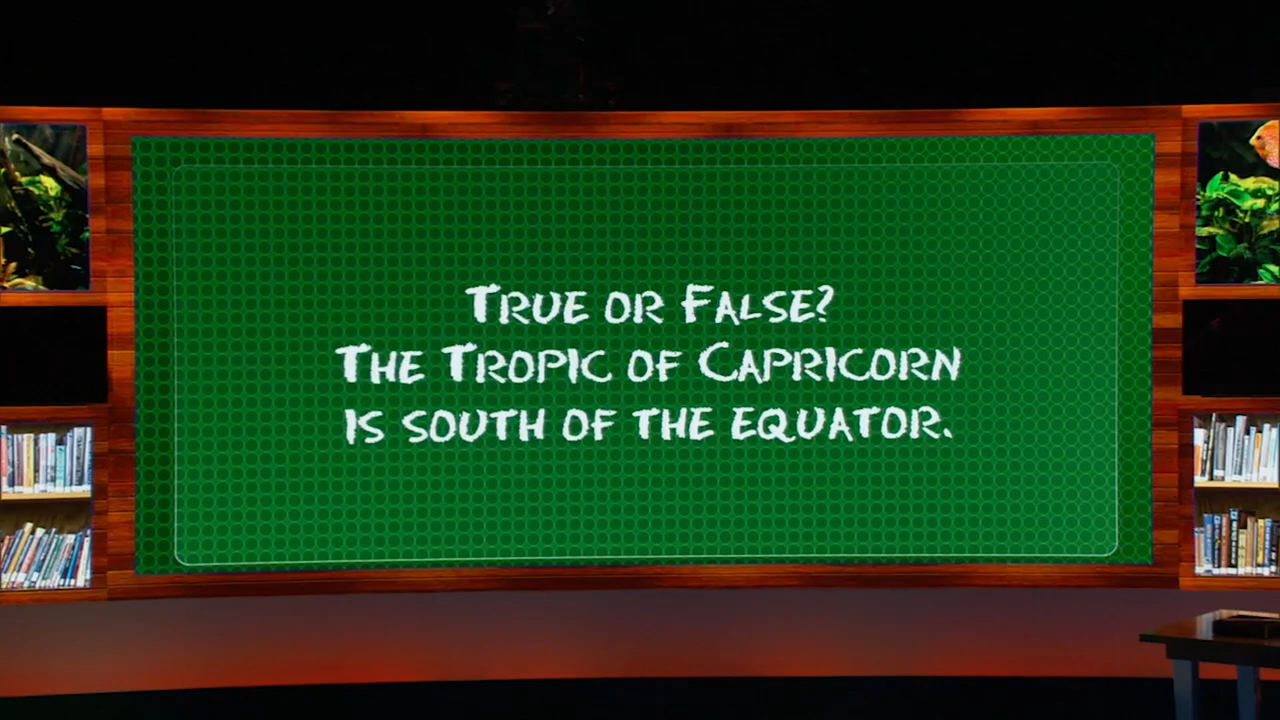 True or False?
The Tropic of Capricorn
is south of the equator.